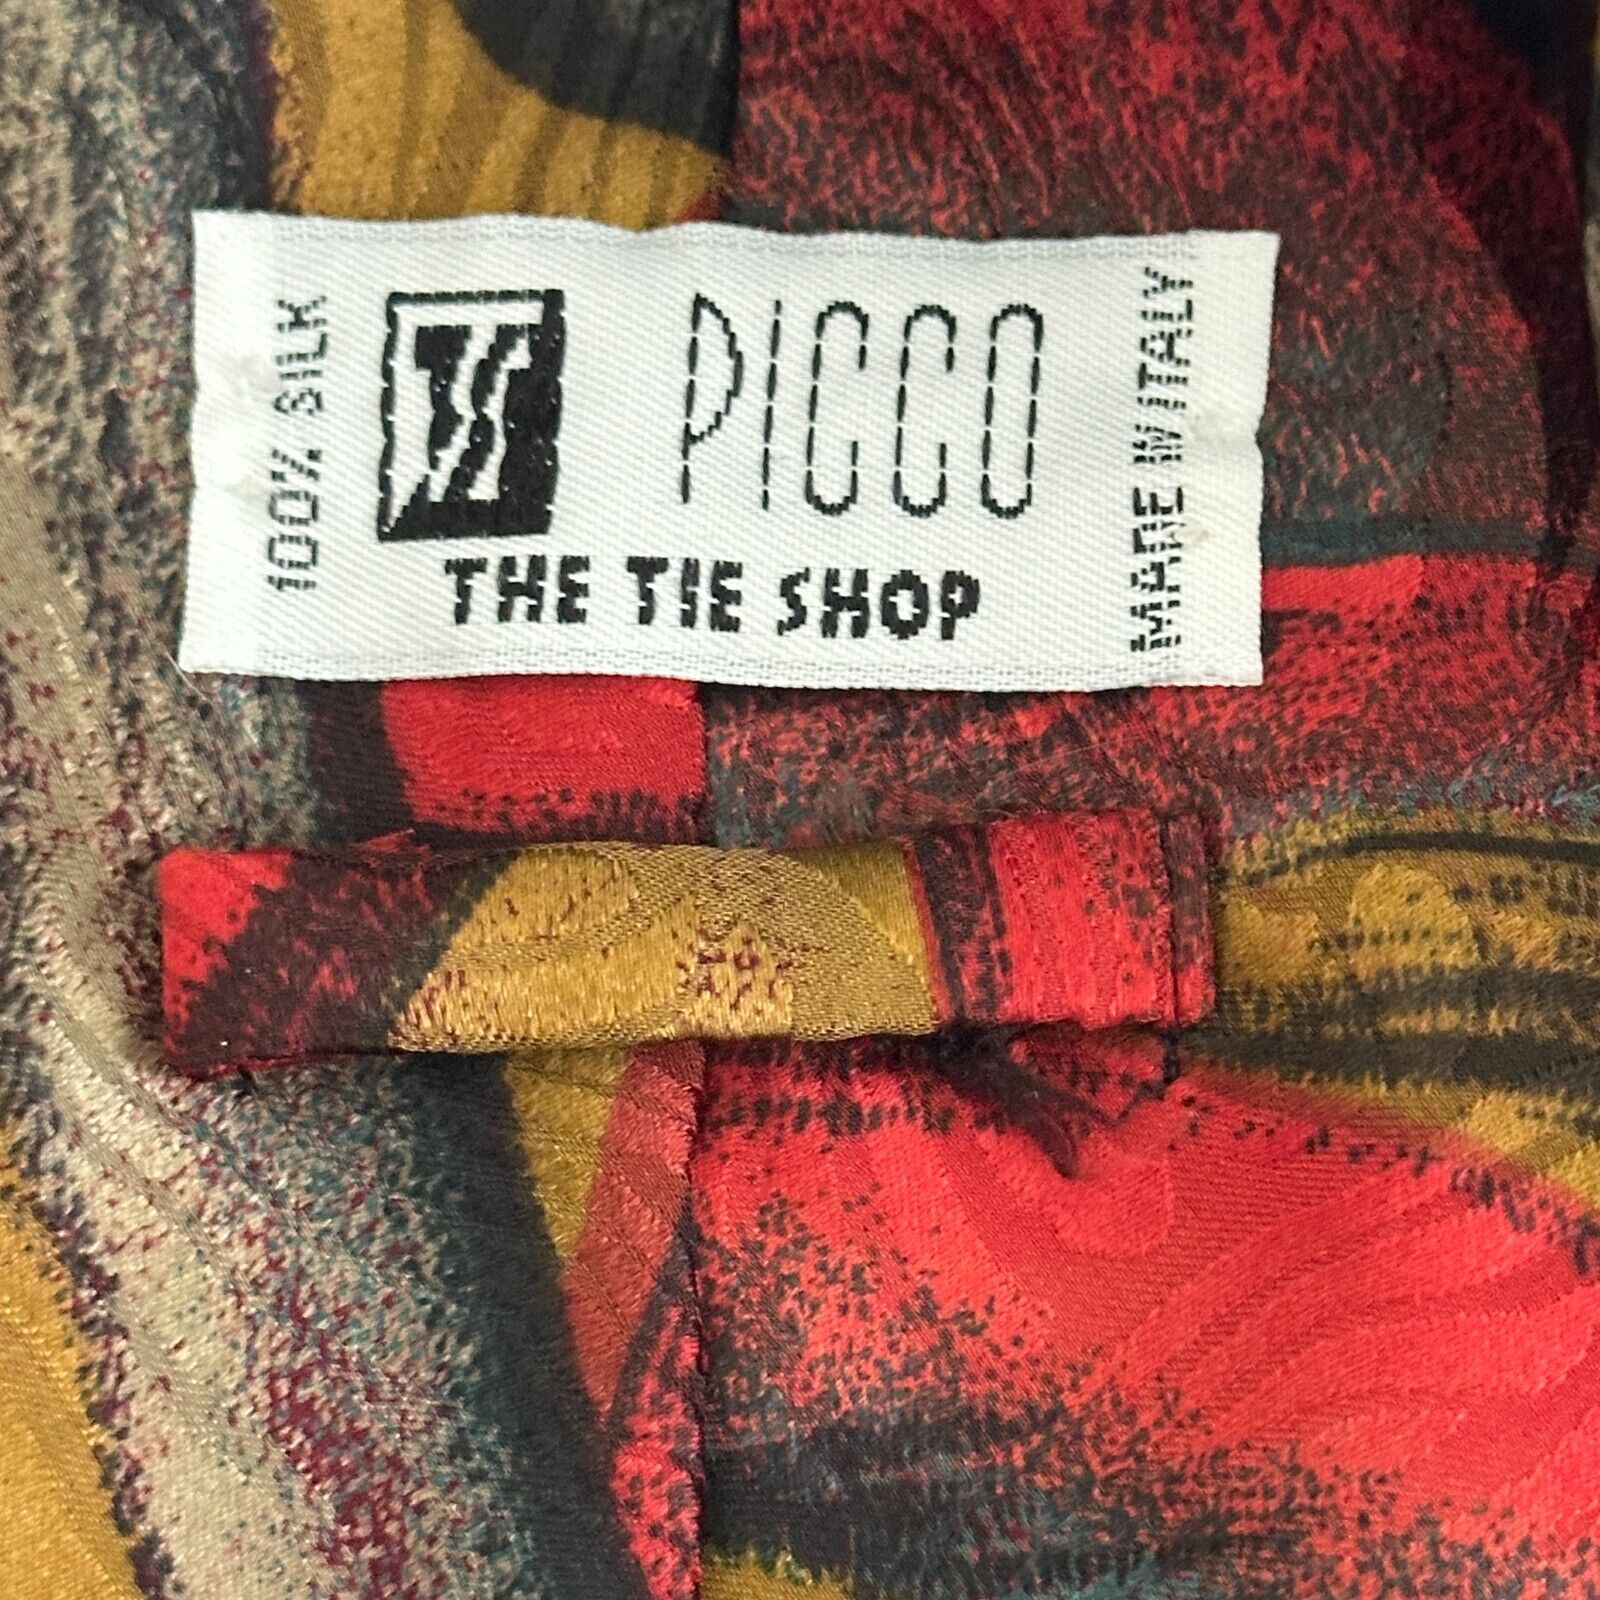 100% SILK
PICCO
THE TIE SHOP
MADE IN ITALY